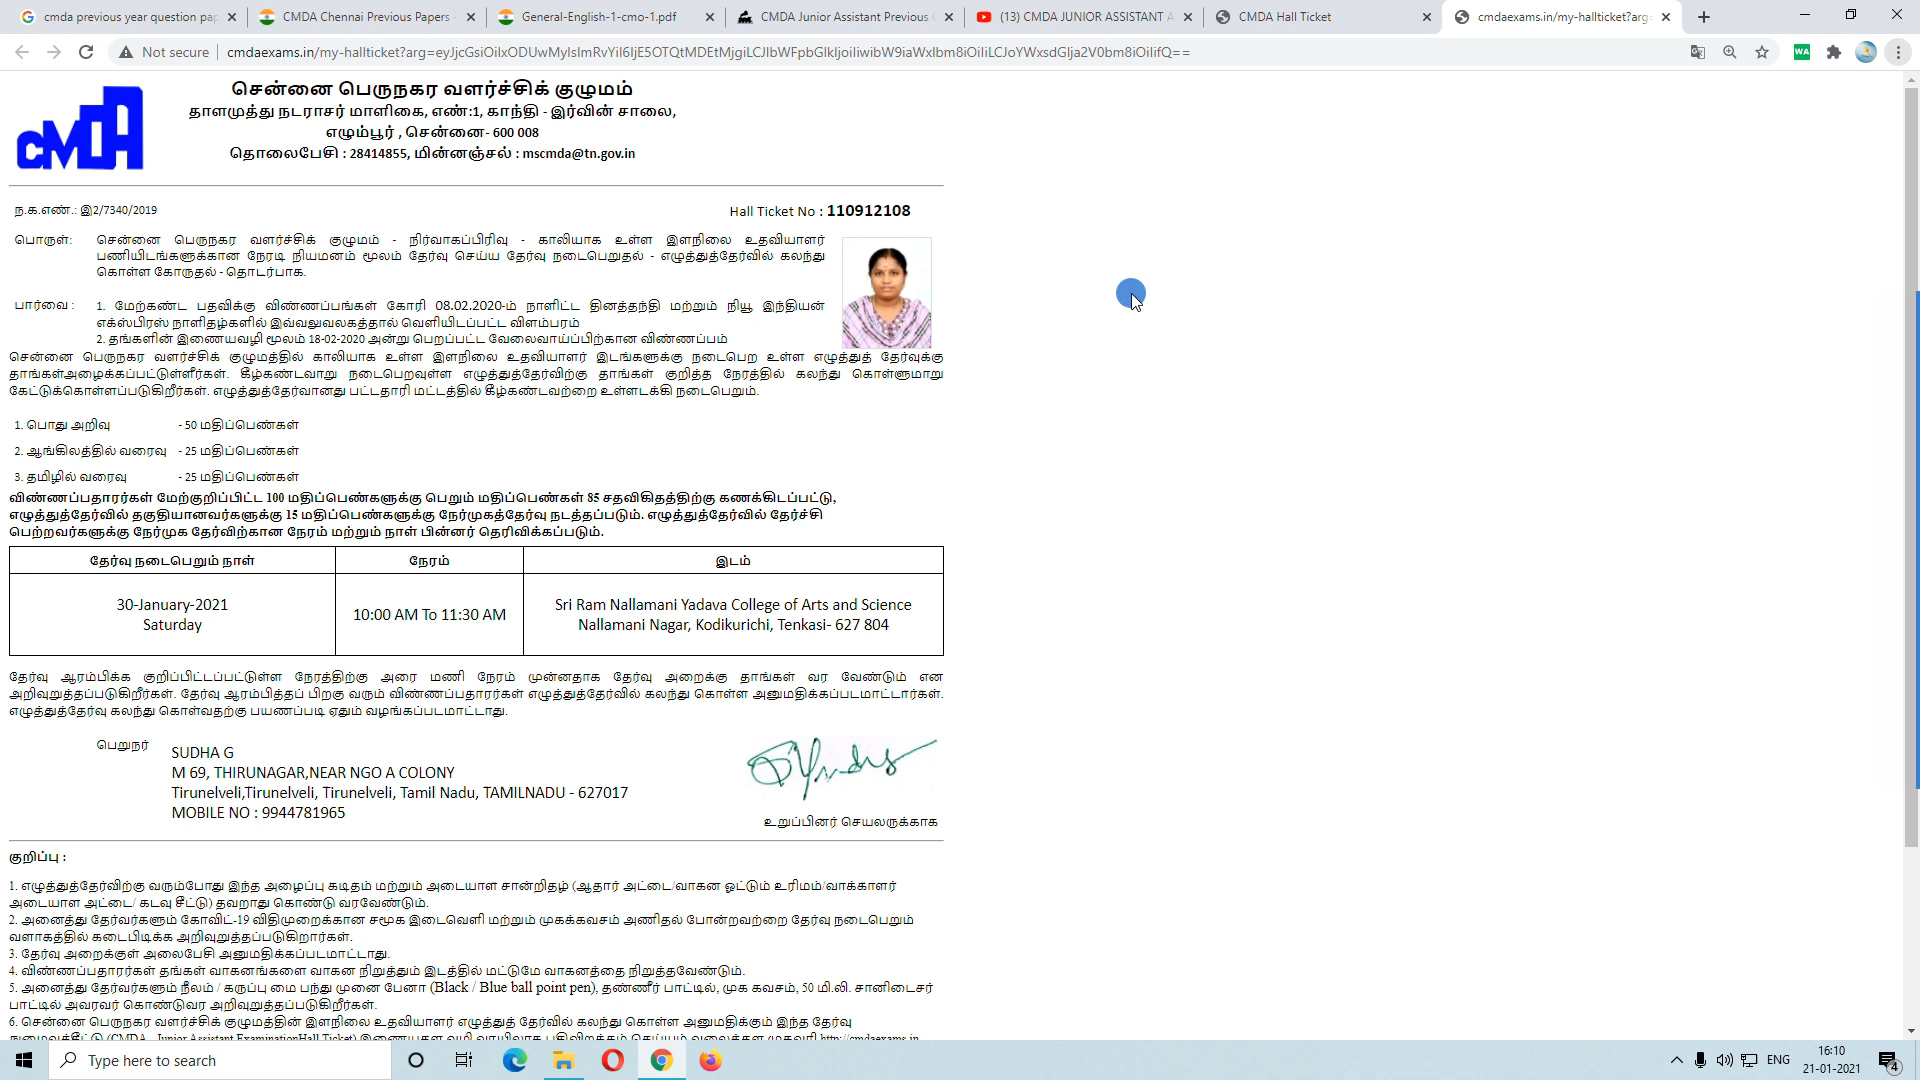 cmda previous year question pap
CMDA Chennai Previous Papers -
General-English-1-cmo-1.pdf
CMDA Junior Assistant Previous
(13) CMDA JUNIOR ASSISTANT A
CMDA Hall Ticket
cmdaexams.in/my-hallticket?arg=
Not secure
சென்னை பெருநகர வளர்ச்சிக் குழுமம்
தாளமுத்து நடராசர் மாளிகை, எண்:1, காந்தி - இர்வின் சாலை,
எழும்பூர் , சென்னை- 600 008
தொலைபேசி : 28414855, மின்னஞ்சல் : mscmda@tn.gov.in
CMDA
ந.க.எண்.: இ2/7340/2019
Hall Ticket No : 110912108
பொருள்: சென்னை பெருநகர வளர்ச்சிக் குழுமம் - நிர்வாகப்பிரிவு - காலியாக உள்ள இளநிலை உதவியாளர்
பணியிடங்களுக்கான நேரடி நியமனம் மூலம் தேர்வு செய்ய தேர்வு நடைபெறுதல் - எழுத்துத்தேர்வில் கலந்து
கொள்ள கோருதல் - தொடர்பாக.
பார்வை : 1. மேற்கண்ட பதவிக்கு விண்ணப்பங்கள் கோரி 08.02.2020-ம் நாளிட்ட தினத்தந்தி மற்றும் நியூ இந்தியன்
எக்ஸ்பிரஸ் நாளிதழ்களில் இவ்வலுவலகத்தால் வெளியிடப்பட்ட விளம்பரம்
2. தங்களின் இணையவழி மூலம் 18-02-2020 அன்று பெறப்பட்ட வேலைவாய்ப்பிற்கான விண்ணப்பம்
சென்னை பெருநகர வளர்ச்சிக் குழுமத்தில் காலியாக உள்ள இளநிலை உதவியாளர் இடங்களுக்கு நடைபெற உள்ள எழுத்துத் தேர்வுக்கு
தாங்கள்அழைக்கப்பட்டுள்ளீர்கள். கீழ்கண்டவாறு நடைபெறவுள்ள எழுத்துத்தேர்விற்கு தாங்கள் குறித்த நேரத்தில் கலந்து கொள்ளுமாறு
கேட்டுக்கொள்ளப்படுகிறீர்கள். எழுத்துத்தேர்வானது பட்டதாரி மட்டத்தில் கீழ்கண்டவற்றை உள்ளடக்கி நடைபெறும்.
1. பொது அறிவு - 50 மதிப்பெண்கள்
2. ஆங்கிலத்தில் வரைவு - 25 மதிப்பெண்கள்
3. தமிழில் வரைவு - 25 மதிப்பெண்கள்
விண்ணப்பதாரர்கள் மேற்குறிப்பிட்ட 100 மதிப்பெண்களுக்கு பெறும் மதிப்பெண்கள் 85 சதவிகிதத்திற்கு கணக்கிடப்பட்டு,
எழுத்துத்தேர்வில் தகுதியானவர்களுக்கு 15 மதிப்பெண்களுக்கு நேர்முகத்தேர்வு நடத்தப்படும். எழுத்துத்தேர்வில் தேர்ச்சி
பெற்றவர்களுக்கு நேர்முக தேர்விற்கான நேரம் மற்றும் நாள் பின்னர் தெரிவிக்கப்படும்.
தேர்வு நடைபெறும் நாள் நேரம் இடம்
30-January-2021
Saturday
10:00 AM To 11:30 AM
Sri Ram Nallamani Yadava College of Arts and Science
Nallamani Nagar, Kodikurichi, Tenkasi- 627 804
தேர்வு ஆரம்பிக்க குறிப்பிட்டப்பட்டுள்ள நேரத்திற்கு அரை மணி நேரம் முன்னதாக தேர்வு அறைக்கு தாங்கள் வர வேண்டும் என
அறிவுறுத்தப்படுகிறீர்கள். தேர்வு ஆரம்பித்தப் பிறகு வரும் விண்ணப்பதாரர்கள் எழுத்துத்தேர்வில் கலந்து கொள்ள அனுமதிக்கப்படமாட்டார்கள்.
எழுத்துத்தேர்வு கலந்து கொள்வதற்கு பயணப்படி ஏதும் வழங்கப்படமாட்டாது.
பெறுநர்
SUDHA G
M 69, THIRUNAGAR,NEAR NGO A COLONY
Tirunelveli,Tirunelveli, Tirunelveli, Tamil Nadu, TAMILNADU - 627017
MOBILE NO : 9944781965
உறுப்பினர் செயலருக்காக
குறிப்பு :
1. எழுத்துத்தேர்விற்கு வரும்போது இந்த அழைப்பு கடிதம் மற்றும் அடையாள சான்றிதழ் (ஆதார் அட்டை/வாகன ஓட்டும் உரிமம்/வாக்காளர்
அடையாள அட்டை/ கடவு சீட்டு) தவறாது கொண்டு வரவேண்டும்.
2. அனைத்து தேர்வர்களும் கோவிட்-19 விதிமுறைக்கான சமூக இடைவெளி மற்றும் முகக்கவசம் அணிதல் போன்றவற்றை தேர்வு நடைபெறும்
வளாகத்தில் கடைபிடிக்க அறிவுறுத்தப்படுகிறார்கள்.
3. தேர்வு அறைக்குள் அலைபேசி அனுமதிக்கப்படமாட்டாது.
4. விண்ணப்பதாரர்கள் தங்கள் வாகனங்களை வாகன நிறுத்தும் இடத்தில் மட்டுமே வாகனத்தை நிறுத்தவேண்டும்.
5. அனைத்து தேர்வர்களும் நீலம் / கருப்பு மை பந்து முனை பேனா (Black / Blue ball point pen), தண்ணீர் பாட்டில், முக கவசம், 50 மி.லி. சானிடைசர்
பாட்டில் அவரவர் கொண்டுவர அறிவுறுத்தப்படுகிறீர்கள்.
6. சென்னை பெருநகர வளர்ச்சிக் குழுமத்தின் இளநிலை உதவியாளர் எழுத்துத் தேர்வில் கலந்து கொள்ள அனுமதிக்கும் இந்த தேர்வு
Type here to search
ENG
16:10
21-01-2021
4